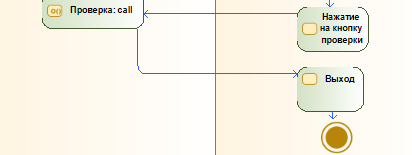 Проверка: call
Нажатие
на кнопку
проверки
Выход